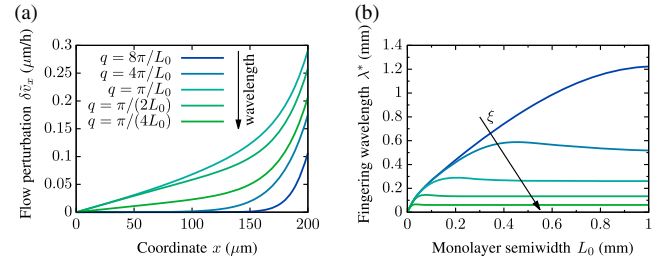 (a)
Flow perturbation δṽₓ (μm/h)
0.3
0.25
0.2
0.15
0.1
0.05
0
q = 8π/L₀
q = 4π/L₀
q = π/L₀
q = π/(2L₀)
q = π/(4L₀)
wavelength
0 50 100 150 200
Coordinate x (μm)
(b)
Fingering wavelength λ* (mm)
1.4
1.2
1
0.8
0.6
0.4
0.2
0
ξ
0 0.2 0.4 0.6 0.8 1
Monolayer semiwidth L₀ (mm)